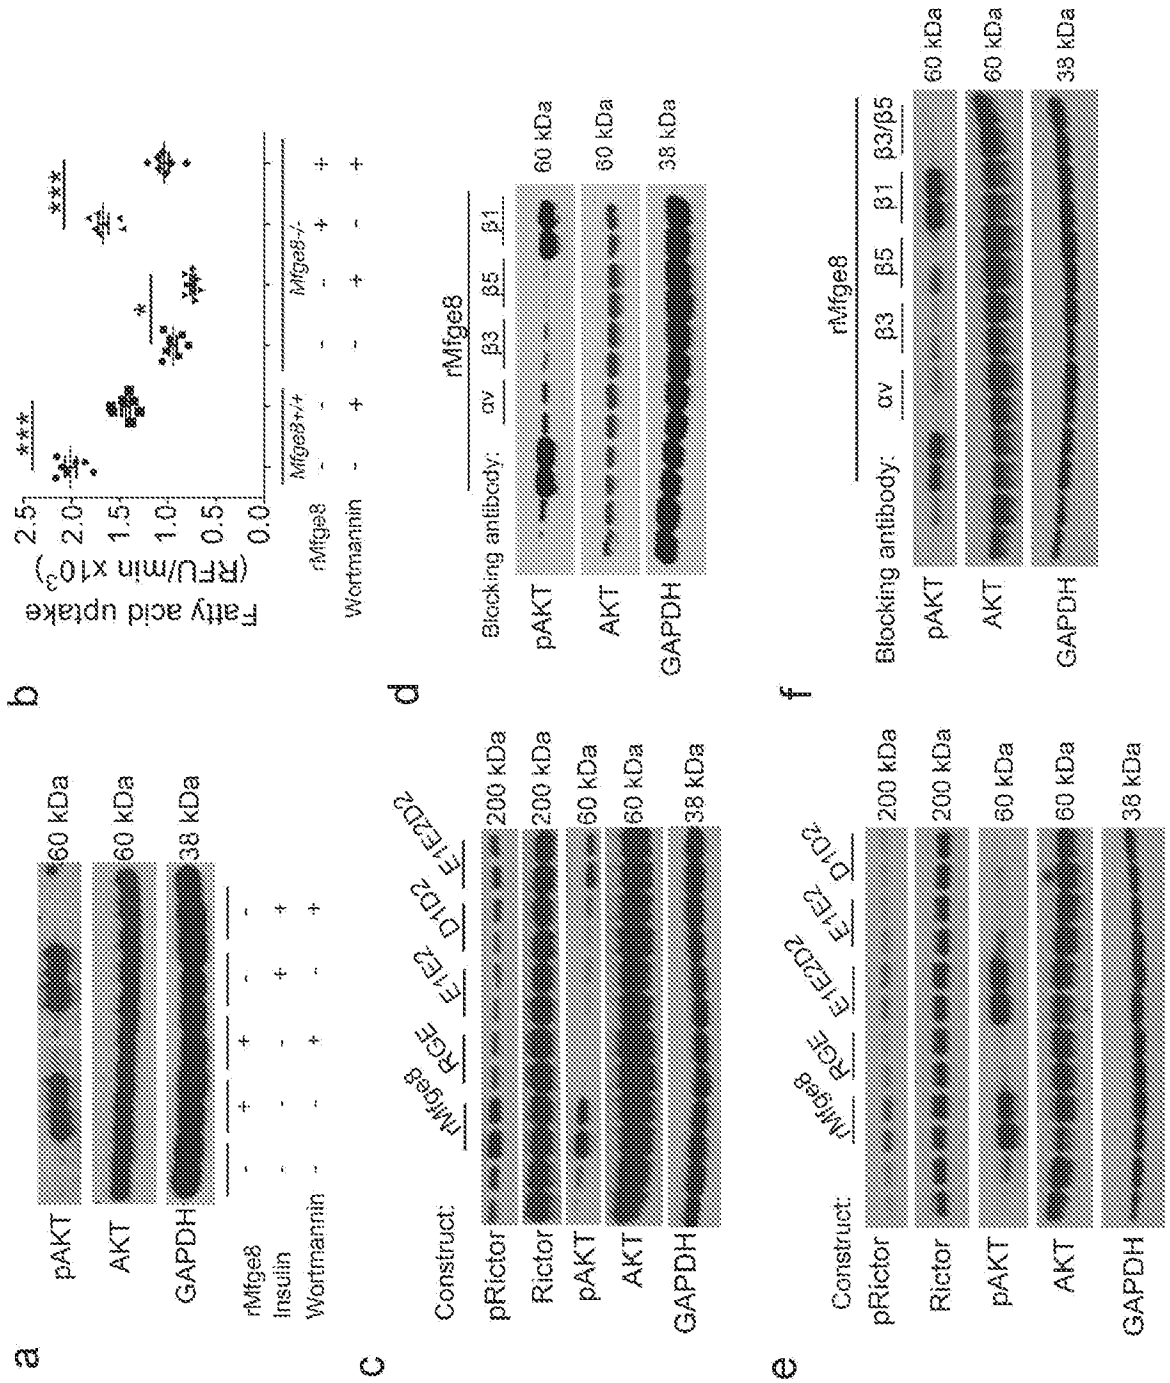 a
pAKT 60 kDa
AKT 60 kDa
GAPDH 38 kDa
rMfge8 - + + - -
Insulin - - - + +
Wortmannin - - + - +
b
Fatty acid uptake
(RFU/min x10⁻³)
2.5
2.0
1.5
1.0
0.5
0.0
*** * ***
Mfge8+/+ Mfge8-/-
rMfge8 - - - - + +
Wortmannin - + - + - +
c
Construct: rMfge8 RGE E1E2 D1D2 E1E2D2
pRictor 200 kDa
Rictor 200 kDa
pAKT 60 kDa
AKT 60 kDa
GAPDH 38 kDa
d
rMfge8
Blocking antibody: αv β3 β5 β1
pAKT 60 kDa
AKT 60 kDa
GAPDH 38 kDa
e
Construct: rMfge8 RGE E1E2D2 E1E2 D1D2
pRictor 200 kDa
Rictor 200 kDa
pAKT 60 kDa
AKT 60 kDa
GAPDH 38 kDa
f
rMfge8
Blocking antibody: αv β3 β5 β1 β3/β5
pAKT 60 kDa
AKT 60 kDa
GAPDH 38 kDa